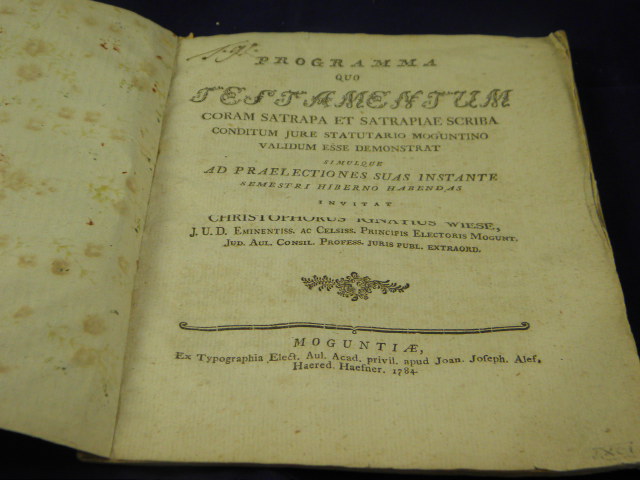 PROGRAMMA
QUO
TESTAMENTUM
CORAM SATRAPA ET SATRAPIAE SCRIBA
CONDITUM JURE STATUTARIO MOGUNTINO
VALIDUM ESSE DEMONSTRAT
SIMULQUE
AD PRAELECTIONES SUAS INSTANTE
SEMESTRI HIBERNO HABENDAS
INVITAT
CHRISTOPHORUS IGNATIUS WIESE,
J. U. D. EMINENTISS. AC CELSISS. PRINCIPIS ELECTORIS MOGUNT.
JUD. AUL. CONSIL. PROFESS. JURIS PUBL. EXTRAORD.
MOGUNTIÆ,
Ex Typographia Elect. Aul. Acad. privil. apud Joan. Joſeph. Alef,
Haered. Haefner. 1784.